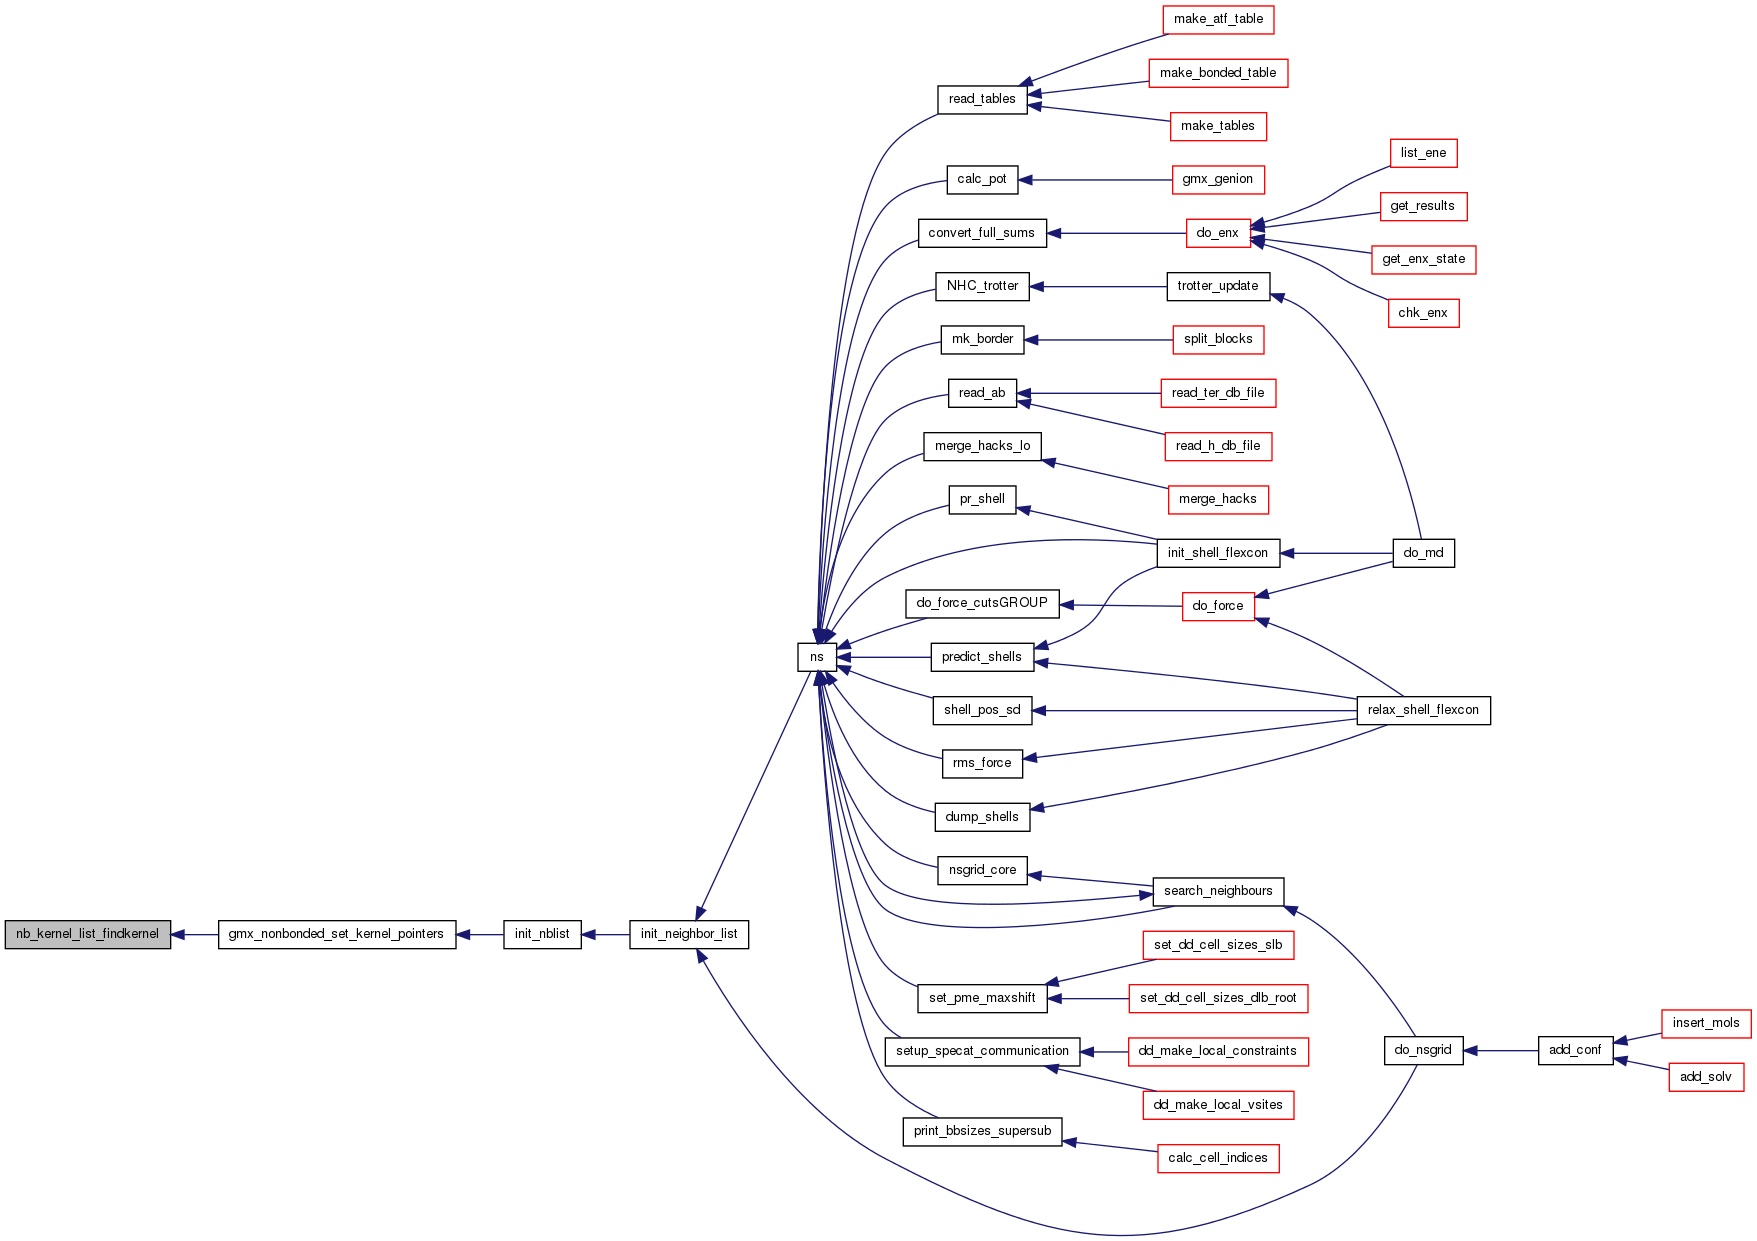 make_atf_table
make_bonded_table
read_tables
make_tables
list_ene
calc_pot
gmx_genion
get_results
convert_full_sums
do_enx
get_enx_state
NHC_trotter
trotter_update
chk_enx
mk_border
split_blocks
read_ab
read_ter_db_file
merge_hacks_lo
read_h_db_file
pr_shell
merge_hacks
init_shell_flexcon
do_md
do_force_cutsGROUP
do_force
ns
predict_shells
shell_pos_sd
relax_shell_flexcon
rms_force
dump_shells
nsgrid_core
search_neighbours
nb_kernel_list_findkernel
gmx_nonbonded_set_kernel_pointers
init_nblist
init_neighbor_list
set_dd_cell_sizes_slb
set_pme_maxshift
set_dd_cell_sizes_dlb_root
insert_mols
setup_specat_communication
dd_make_local_constraints
do_nsgrid
add_conf
add_solv
dd_make_local_vsites
print_bbsizes_supersub
calc_cell_indices